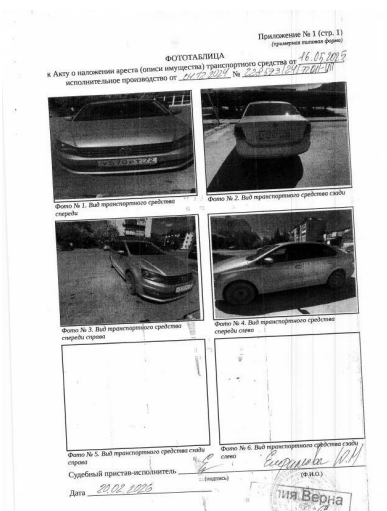 Приложение № 1 (стр. 1)
(примерная типовая форма)
ФОТОТАБЛИЦА
к Акту о наложении ареста (описи имущества) транспортного средства от 16.05.2025
исполнительное производство от №
Фото № 1. Вид транспортного средства спереди
Фото № 2. Вид транспортного средства сзади
Фото № 3. Вид транспортного средства спереди справа
Фото № 4. Вид транспортного средства спереди слева
Фото № 5. Вид транспортного средства сзади справа
Фото № 6. Вид транспортного средства сзади слева
Судебный пристав-исполнитель
(подпись) (Ф.И.О.)
Дата
Верна